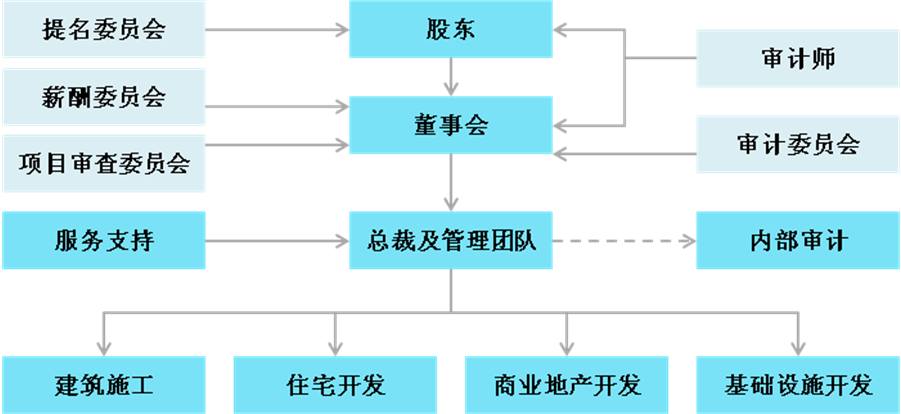 提名委员会
股东
审计师
薪酬委员会
董事会
审计委员会
项目审查委员会
服务支持
总裁及管理团队
内部审计
建筑施工
住宅开发
商业地产开发
基础设施开发